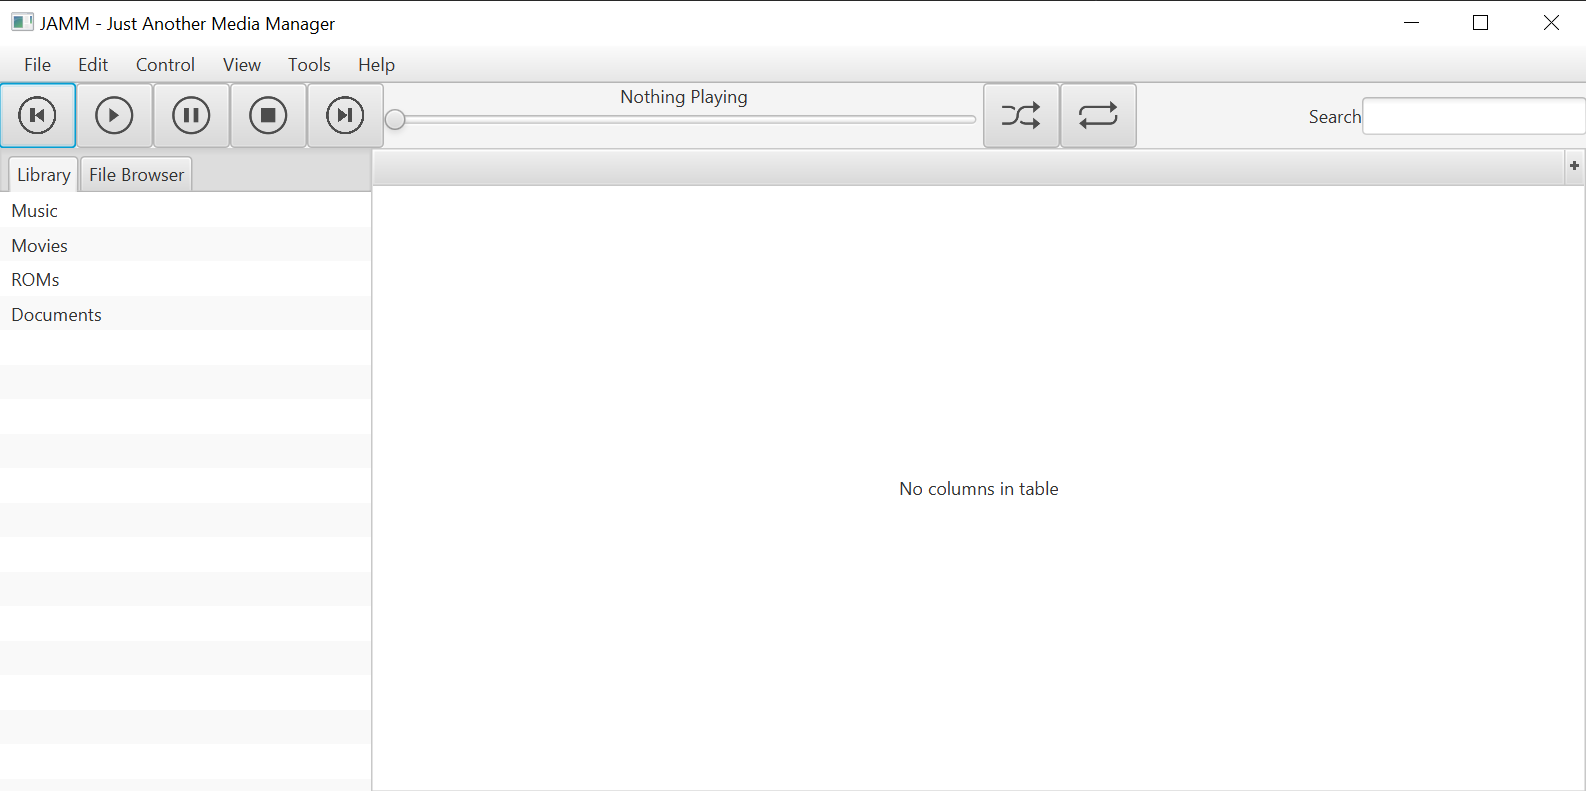 JAMM - Just Another Media Manager
File Edit Control View Tools Help
Nothing Playing
Search
Library File Browser
Music
Movies
ROMs
Documents
No columns in table